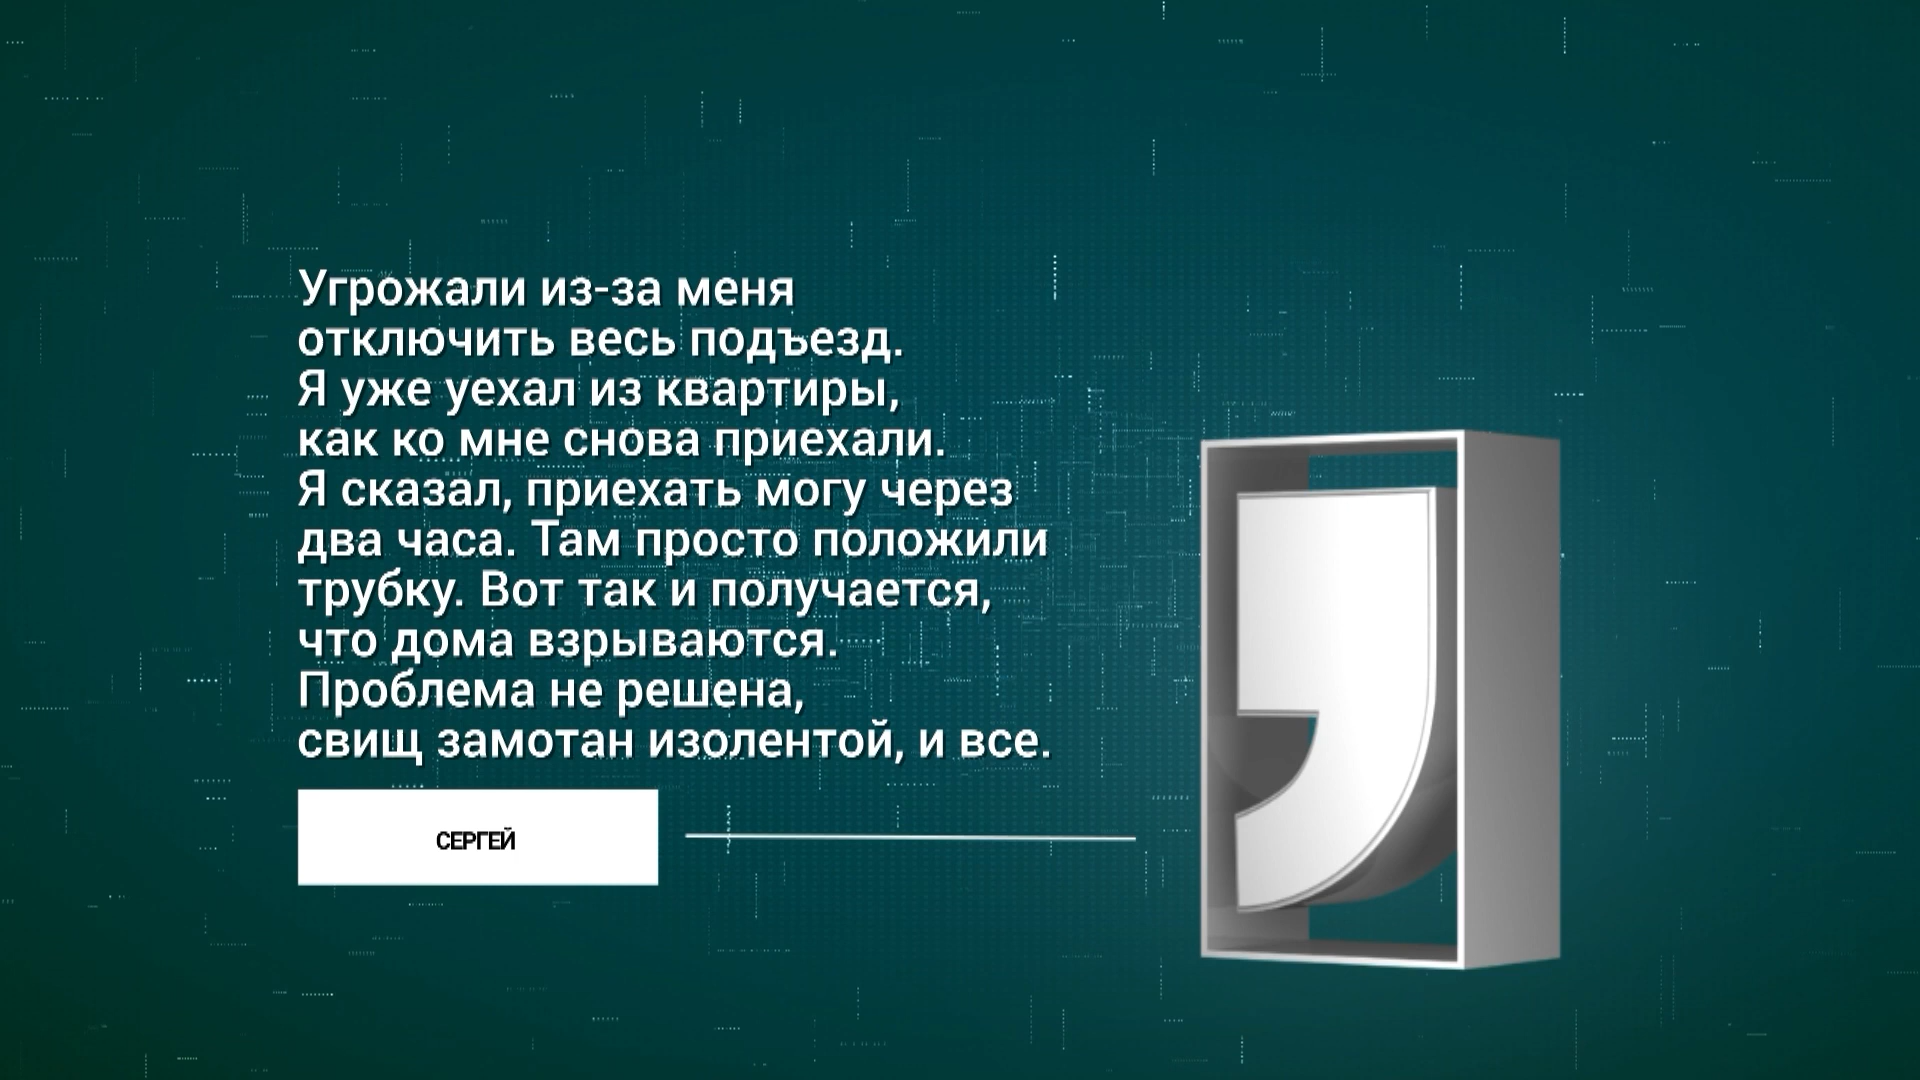 Угрожали из-за меня
отключить весь подъезд.
Я уже уехал из квартиры,
как ко мне снова приехали.
Я сказал, приехать могу через
два часа. Там просто положили
трубку. Вот так и получается,
что дома взрываются.
Проблема не решена,
свищ замотан изолентой, и все.
СЕРГЕЙ